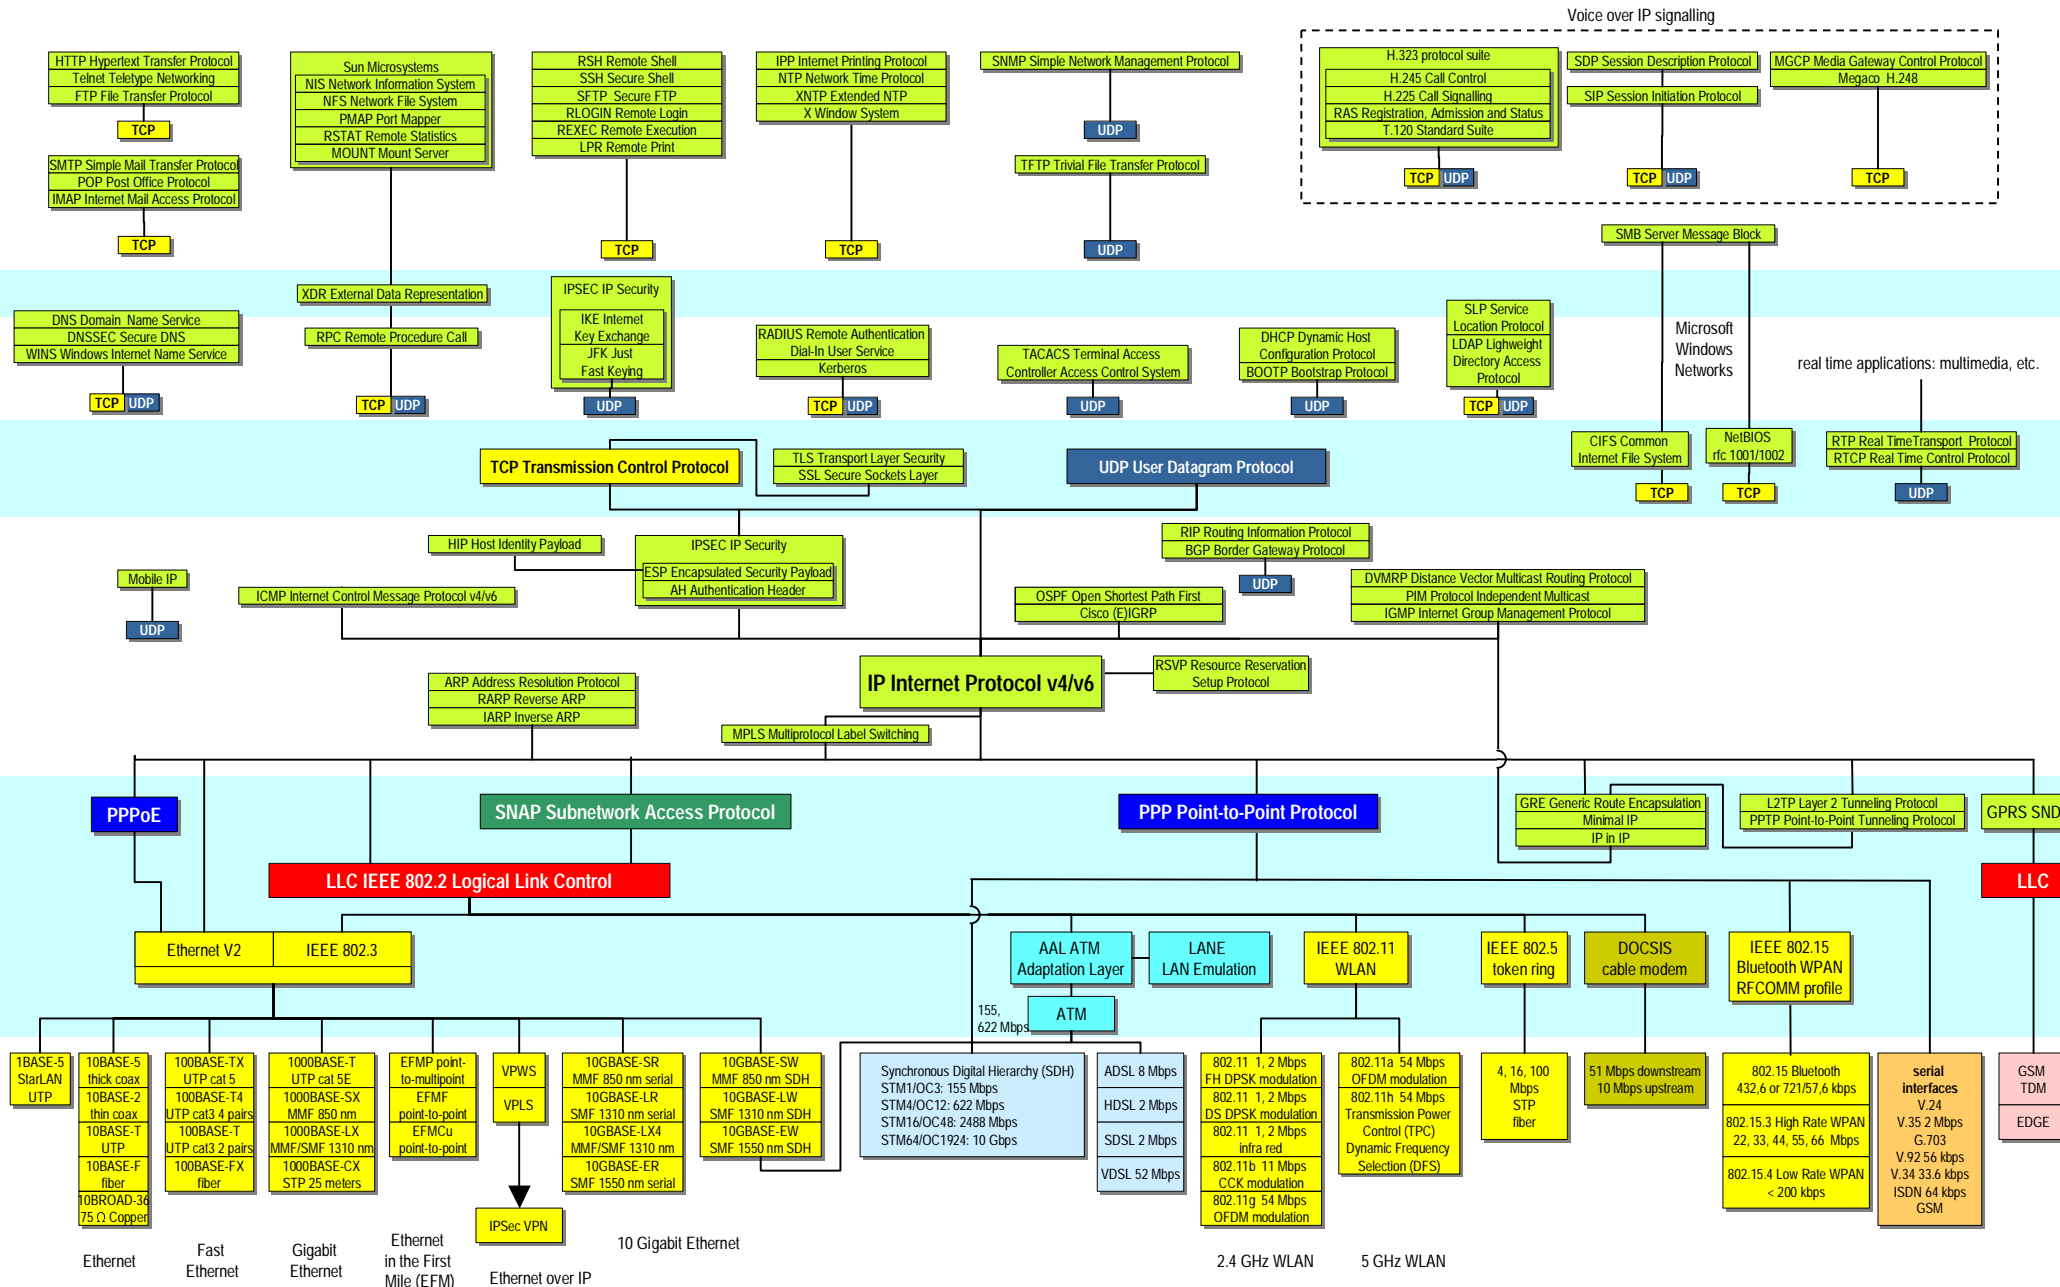 Voice over IP signalling
HTTP Hypertext Transfer Protocol
Telnet Teletype Networking
FTP File Transfer Protocol
TCP
SMTP Simple Mail Transfer Protocol
POP Post Office Protocol
IMAP Internet Mail Access Protocol
TCP
Sun Microsystems
NIS Network Information System
NFS Network File System
PMAP Port Mapper
RSTAT Remote Statistics
MOUNT Mount Server
RSH Remote Shell
SSH Secure Shell
SFTP Secure FTP
RLOGIN Remote Login
REXEC Remote Execution
LPR Remote Print
TCP
IPP Internet Printing Protocol
NTP Network Time Protocol
XNTP Extended NTP
X Window System
TCP
SNMP Simple Network Management Protocol
UDP
TFTP Trivial File Transfer Protocol
UDP
H.323 protocol suite
H.245 Call Control
H.225 Call Signalling
RAS Registration, Admission and Status
T.120 Standard Suite
TCP UDP
SDP Session Description Protocol
SIP Session Initiation Protocol
TCP UDP
MGCP Media Gateway Control Protocol
Megaco H.248
TCP
SMB Server Message Block
XDR External Data Representation
RPC Remote Procedure Call
TCP UDP
DNS Domain Name Service
DNSSEC Secure DNS
WINS Windows Internet Name Service
TCP UDP
IPSEC IP Security
IKE Internet
Key Exchange
JFK Just
Fast Keying
UDP
RADIUS Remote Authentication
Dial-In User Service
Kerberos
TCP UDP
TACACS Terminal Access
Controller Access Control System
UDP
DHCP Dynamic Host
Configuration Protocol
BOOTP Bootstrap Protocol
UDP
SLP Service
Location Protocol
LDAP Lighweight
Directory Access
Protocol
TCP UDP
Microsoft
Windows
Networks
real time applications: multimedia, etc.
TCP Transmission Control Protocol
TLS Transport Layer Security
SSL Secure Sockets Layer
UDP User Datagram Protocol
CIFS Common
Internet File System
TCP
NetBIOS
rfc 1001/1002
TCP
RTP Real TimeTransport Protocol
RTCP Real Time Control Protocol
UDP
HIP Host Identity Payload
IPSEC IP Security
ESP Encapsulated Security Payload
AH Authentication Header
RIP Routing Information Protocol
BGP Border Gateway Protocol
UDP
Mobile IP
UDP
ICMP Internet Control Message Protocol v4/v6
OSPF Open Shortest Path First
Cisco (E)IGRP
DVMRP Distance Vector Multicast Routing Protocol
PIM Protocol Independent Multicast
IGMP Internet Group Management Protocol
IP Internet Protocol v4/v6
RSVP Resource Reservation
Setup Protocol
ARP Address Resolution Protocol
RARP Reverse ARP
IARP Inverse ARP
MPLS Multiprotocol Label Switching
PPPoE
SNAP Subnetwork Access Protocol
PPP Point-to-Point Protocol
GRE Generic Route Encapsulation
Minimal IP
IP in IP
L2TP Layer 2 Tunneling Protocol
PPTP Point-to-Point Tunneling Protocol
GPRS SND
LLC IEEE 802.2 Logical Link Control
LLC
Ethernet V2
IEEE 802.3
AAL ATM
Adaptation Layer
LANE
LAN Emulation
IEEE 802.11
WLAN
IEEE 802.5
token ring
DOCSIS
cable modem
IEEE 802.15
Bluetooth WPAN
RFCOMM profile
155,
622 Mbps
ATM
1BASE-5
StarLAN
UTP
10BASE-5
thick coax
10BASE-2
thin coax
10BASE-T
UTP
10BASE-F
fiber
10BROAD-36
75 Ω Copper
100BASE-TX
UTP cat 5
100BASE-T4
UTP cat3 4 pairs
100BASE-T
UTP cat3 2 pairs
100BASE-FX
fiber
1000BASE-T
UTP cat 5E
1000BASE-SX
MMF 850 nm
1000BASE-LX
MMF/SMF 1310 nm
1000BASE-CX
STP 25 meters
EFMP point-
to-multipoint
EFMF
point-to-point
EFMCu
point-to-point
VPWS
VPLS
IPSec VPN
10GBASE-SR
MMF 850 nm serial
10GBASE-LR
SMF 1310 nm serial
10GBASE-LX4
MMF/SMF 1310 nm
10GBASE-ER
SMF 1550 nm serial
10GBASE-SW
MMF 850 nm SDH
10GBASE-LW
SMF 1310 nm SDH
10GBASE-EW
SMF 1550 nm SDH
Synchronous Digital Hierarchy (SDH)
STM1/OC3: 155 Mbps
STM4/OC12: 622 Mbps
STM16/OC48: 2488 Mbps
STM64/OC1924: 10 Gbps
ADSL 8 Mbps
HDSL 2 Mbps
SDSL 2 Mbps
VDSL 52 Mbps
802.11 1, 2 Mbps
FH DPSK modulation
802.11 1, 2 Mbps
DS DPSK modulation
802.11 1, 2 Mbps
infra red
802.11b 11 Mbps
CCK modulation
802.11g 54 Mbps
OFDM modulation
802.11a 54 Mbps
OFDM modulation
802.11h 54 Mbps
Transmission Power
Control (TPC)
Dynamic Frequency
Selection (DFS)
4, 16, 100
Mbps
STP
fiber
51 Mbps downstream
10 Mbps upstream
802.15 Bluetooth
432,6 or 721/57,6 kbps
802.15.3 High Rate WPAN
22, 33, 44, 55, 66 Mbps
802.15.4 Low Rate WPAN
< 200 kbps
serial
interfaces
V.24
V.35 2 Mbps
G.703
V.92 56 kbps
V.34 33.6 kbps
ISDN 64 kbps
GSM
GSM
TDM
EDGE
Ethernet
Fast
Ethernet
Gigabit
Ethernet
Ethernet
in the First
Mile (EFM)
Ethernet over IP
10 Gigabit Ethernet
2.4 GHz WLAN
5 GHz WLAN